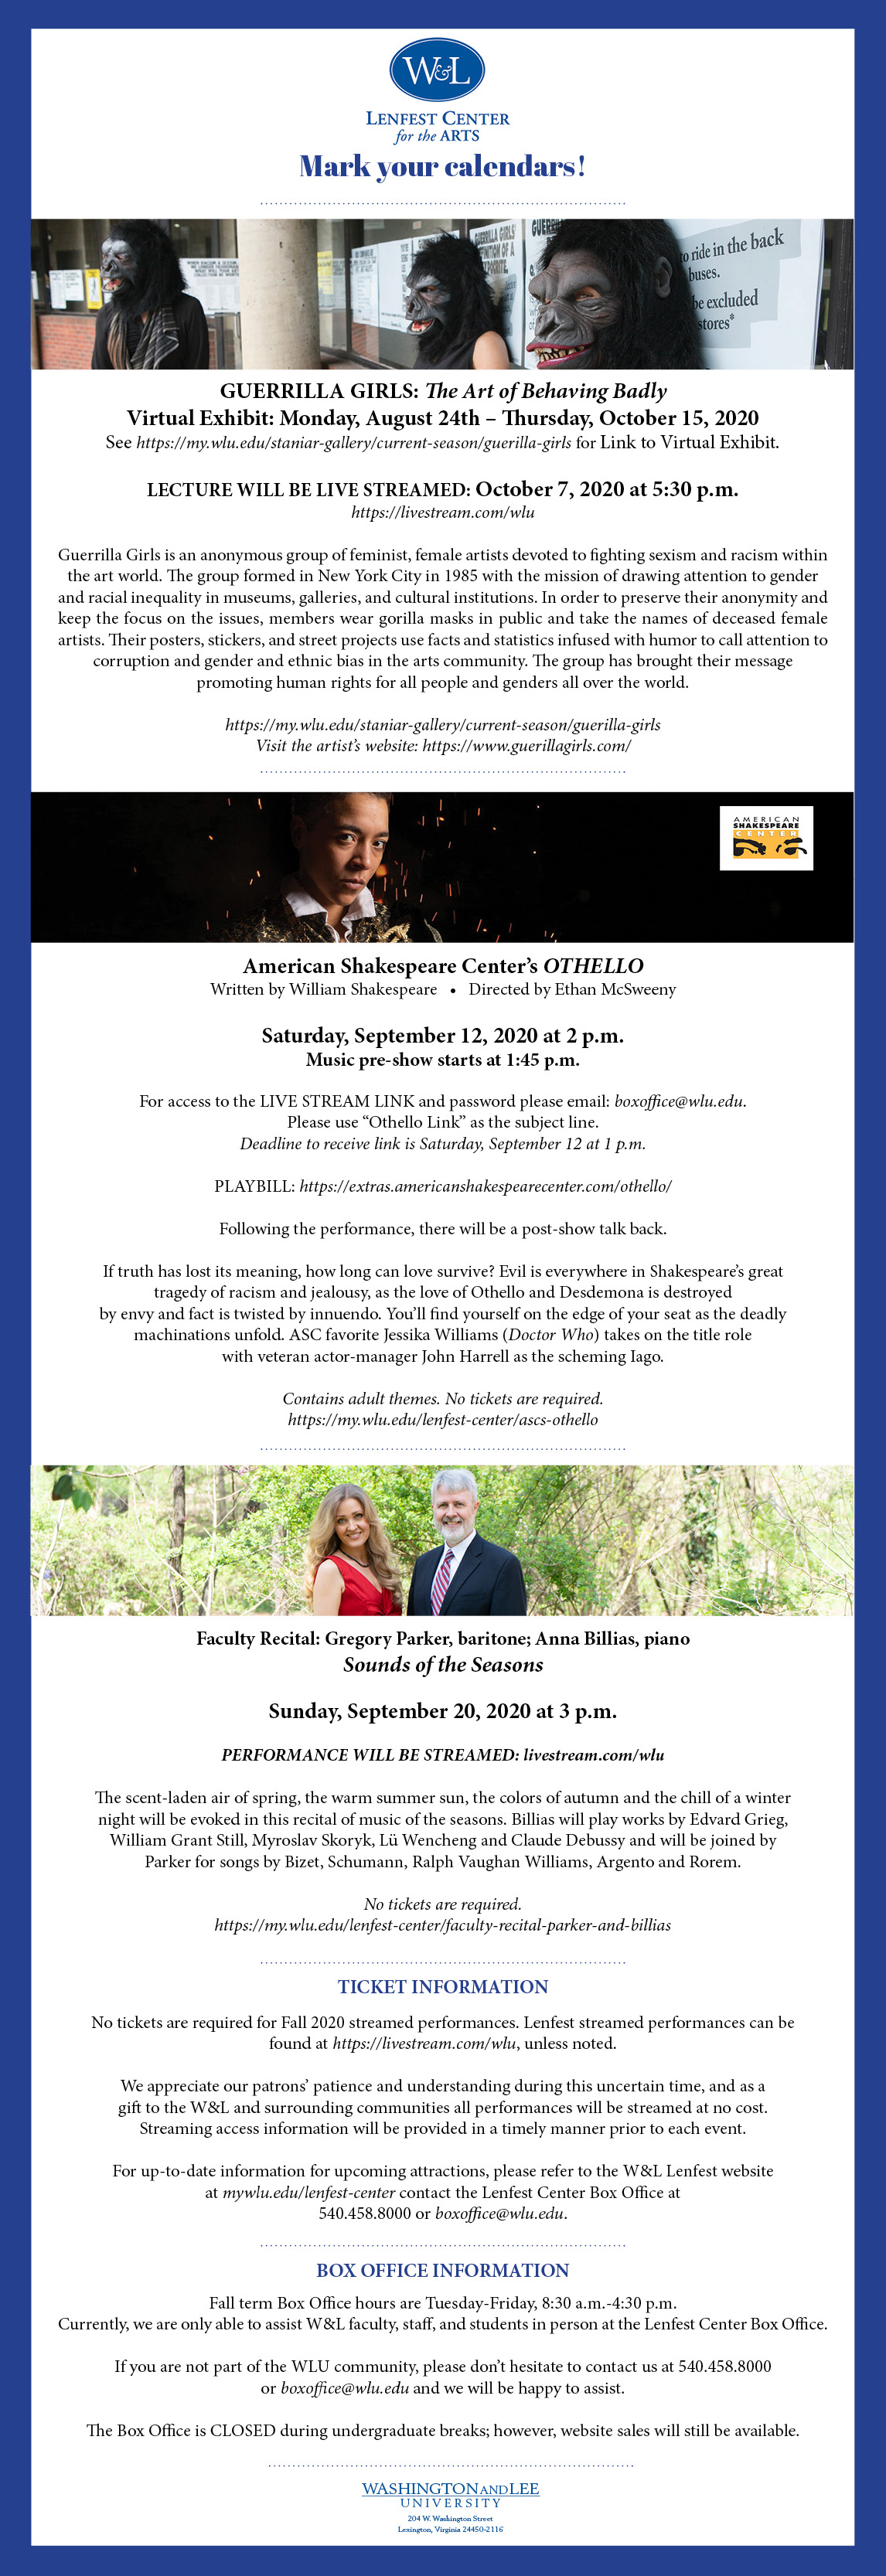 W&L
LENFEST CENTER
for the ARTS
Mark your calendars!
GUERRILLA GIRLS'
DEFINITION OF A
HYPOCRITE.
GUERRILLA
to ride in the back
buses.
be excluded
stores*
GUERRILLA GIRLS: The Art of Behaving Badly
Virtual Exhibit: Monday, August 24th – Thursday, October 15, 2020
See https://my.wlu.edu/staniar-gallery/current-season/guerilla-girls for Link to Virtual Exhibit.
LECTURE WILL BE LIVE STREAMED: October 7, 2020 at 5:30 p.m.
https://livestream.com/wlu
Guerrilla Girls is an anonymous group of feminist, female artists devoted to fighting sexism and racism within
the art world. The group formed in New York City in 1985 with the mission of drawing attention to gender
and racial inequality in museums, galleries, and cultural institutions. In order to preserve their anonymity and
keep the focus on the issues, members wear gorilla masks in public and take the names of deceased female
artists. Their posters, stickers, and street projects use facts and statistics infused with humor to call attention to
corruption and gender and ethnic bias in the arts community. The group has brought their message
promoting human rights for all people and genders all over the world.
https://my.wlu.edu/staniar-gallery/current-season/guerilla-girls
Visit the artist's website: https://www.guerillagirls.com/
AMERICAN
SHAKESPEARE
CENTER
American Shakespeare Center's OTHELLO
Written by William Shakespeare • Directed by Ethan McSweeny
Saturday, September 12, 2020 at 2 p.m.
Music pre-show starts at 1:45 p.m.
For access to the LIVE STREAM LINK and password please email: boxoffice@wlu.edu.
Please use “Othello Link” as the subject line.
Deadline to receive link is Saturday, September 12 at 1 p.m.
PLAYBILL: https://extras.americanshakespearecenter.com/othello/
Following the performance, there will be a post-show talk back.
If truth has lost its meaning, how long can love survive? Evil is everywhere in Shakespeare's great
tragedy of racism and jealousy, as the love of Othello and Desdemona is destroyed
by envy and fact is twisted by innuendo. You'll find yourself on the edge of your seat as the deadly
machinations unfold. ASC favorite Jessika Williams (Doctor Who) takes on the title role
with veteran actor-manager John Harrell as the scheming Iago.
Contains adult themes. No tickets are required.
https://my.wlu.edu/lenfest-center/ascs-othello
Faculty Recital: Gregory Parker, baritone; Anna Billias, piano
Sounds of the Seasons
Sunday, September 20, 2020 at 3 p.m.
PERFORMANCE WILL BE STREAMED: livestream.com/wlu
The scent-laden air of spring, the warm summer sun, the colors of autumn and the chill of a winter
night will be evoked in this recital of music of the seasons. Billias will play works by Edvard Grieg,
William Grant Still, Myroslav Skoryk, Lü Wencheng and Claude Debussy and will be joined by
Parker for songs by Bizet, Schumann, Ralph Vaughan Williams, Argento and Rorem.
No tickets are required.
https://my.wlu.edu/lenfest-center/faculty-recital-parker-and-billias
TICKET INFORMATION
No tickets are required for Fall 2020 streamed performances. Lenfest streamed performances can be
found at https://livestream.com/wlu, unless noted.
We appreciate our patrons' patience and understanding during this uncertain time, and as a
gift to the W&L and surrounding communities all performances will be streamed at no cost.
Streaming access information will be provided in a timely manner prior to each event.
For up-to-date information for upcoming attractions, please refer to the W&L Lenfest website
at mywlu.edu/lenfest-center contact the Lenfest Center Box Office at
540.458.8000 or boxoffice@wlu.edu.
BOX OFFICE INFORMATION
Fall term Box Office hours are Tuesday-Friday, 8:30 a.m.-4:30 p.m.
Currently, we are only able to assist W&L faculty, staff, and students in person at the Lenfest Center Box Office.
If you are not part of the WLU community, please don't hesitate to contact us at 540.458.8000
or boxoffice@wlu.edu and we will be happy to assist.
The Box Office is CLOSED during undergraduate breaks; however, website sales will still be available.
WASHINGTON AND LEE
UNIVERSITY
204 W. Washington Street
Lexington, Virginia 24450-2116